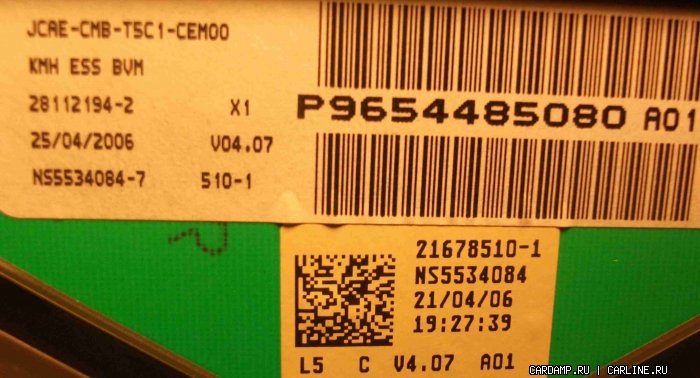 JCAE-CMB-T5C1-CEM00
KMH ESS BVM
28112194-2 X1
25/04/2006 V04.07
NS5534084-7 510-1
P9654485080 A01
21678510-1
NS5534084
21/04/06
19:27:39
L5 C V4.07 A01
CARDAMP.RU | CARLINE.RU